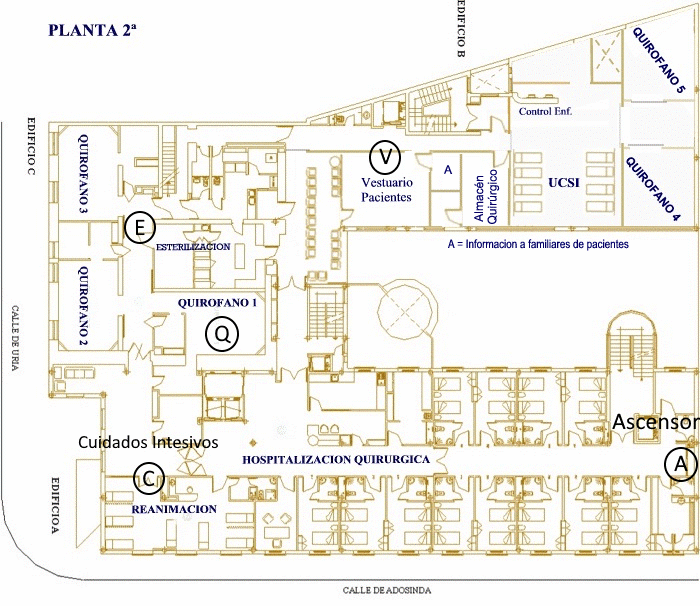 PLANTA 2ª
EDIFICIO B
QUIROFANO 5
Control Enf.
EDIFICIO C
QUIROFANO 3
V
Vestuario
Pacientes
A
Almacén
Quirúrgico
UCSI
QUIROFANO 4
E
ESTERILIZACION
A = Informacion a familiares de pacientes
QUIROFANO 2
QUIROFANO 1
Q
CALLE DE URIA
Ascensor
Cuidados Intesivos
HOSPITALIZACION QUIRURGICA
A
C
EDIFICIO A
REANIMACION
CALLE DE ADOSINDA